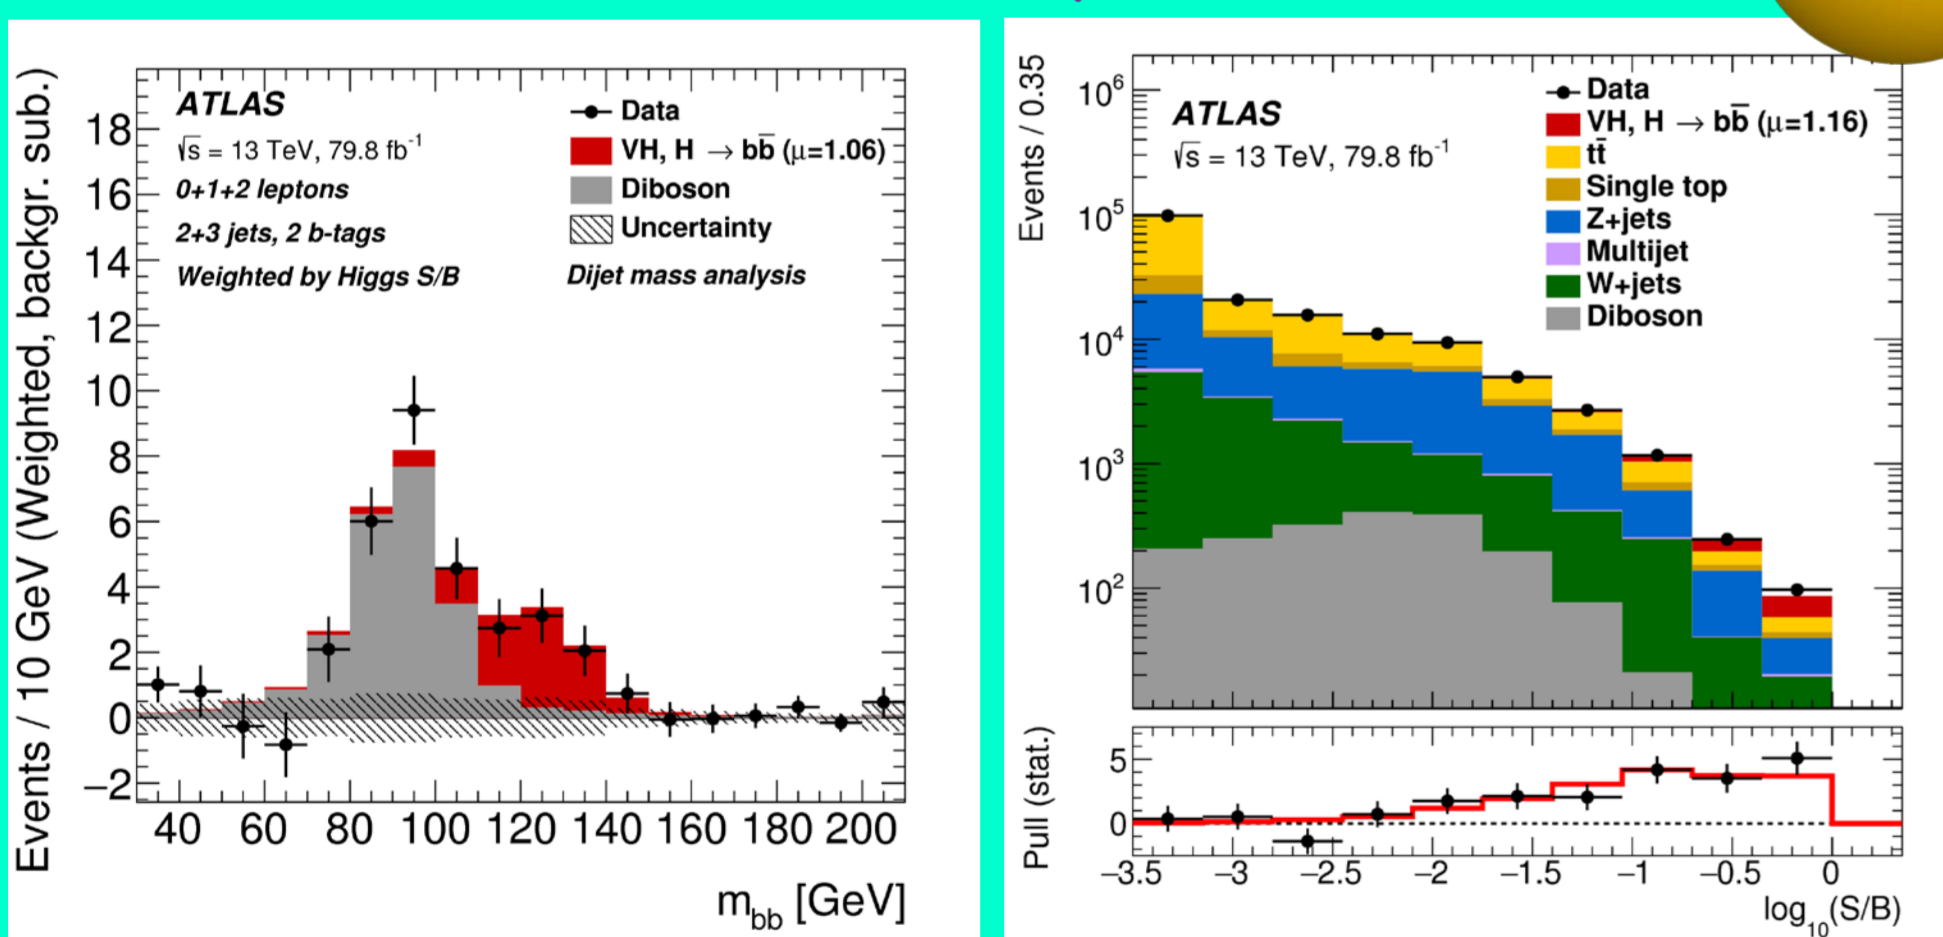 Events / 10 GeV (Weighted, backgr. sub.)
18
16
14
12
10
8
6
4
2
0
−2
ATLAS
√s = 13 TeV, 79.8 fb⁻¹
0+1+2 leptons
2+3 jets, 2 b-tags
Weighted by Higgs S/B
Data
VH, H → bb̅ (μ=1.06)
Diboson
Uncertainty
Dijet mass analysis
40 60 80 100 120 140 160 180 200
m_bb [GeV]
Events / 0.35
10⁶
10⁵
10⁴
10³
10²
ATLAS
√s = 13 TeV, 79.8 fb⁻¹
Data
VH, H → bb̅ (μ=1.16)
tt̅
Single top
Z+jets
Multijet
W+jets
Diboson
Pull (stat.)
5
0
−3.5 −3 −2.5 −2 −1.5 −1 −0.5 0
log₁₀(S/B)